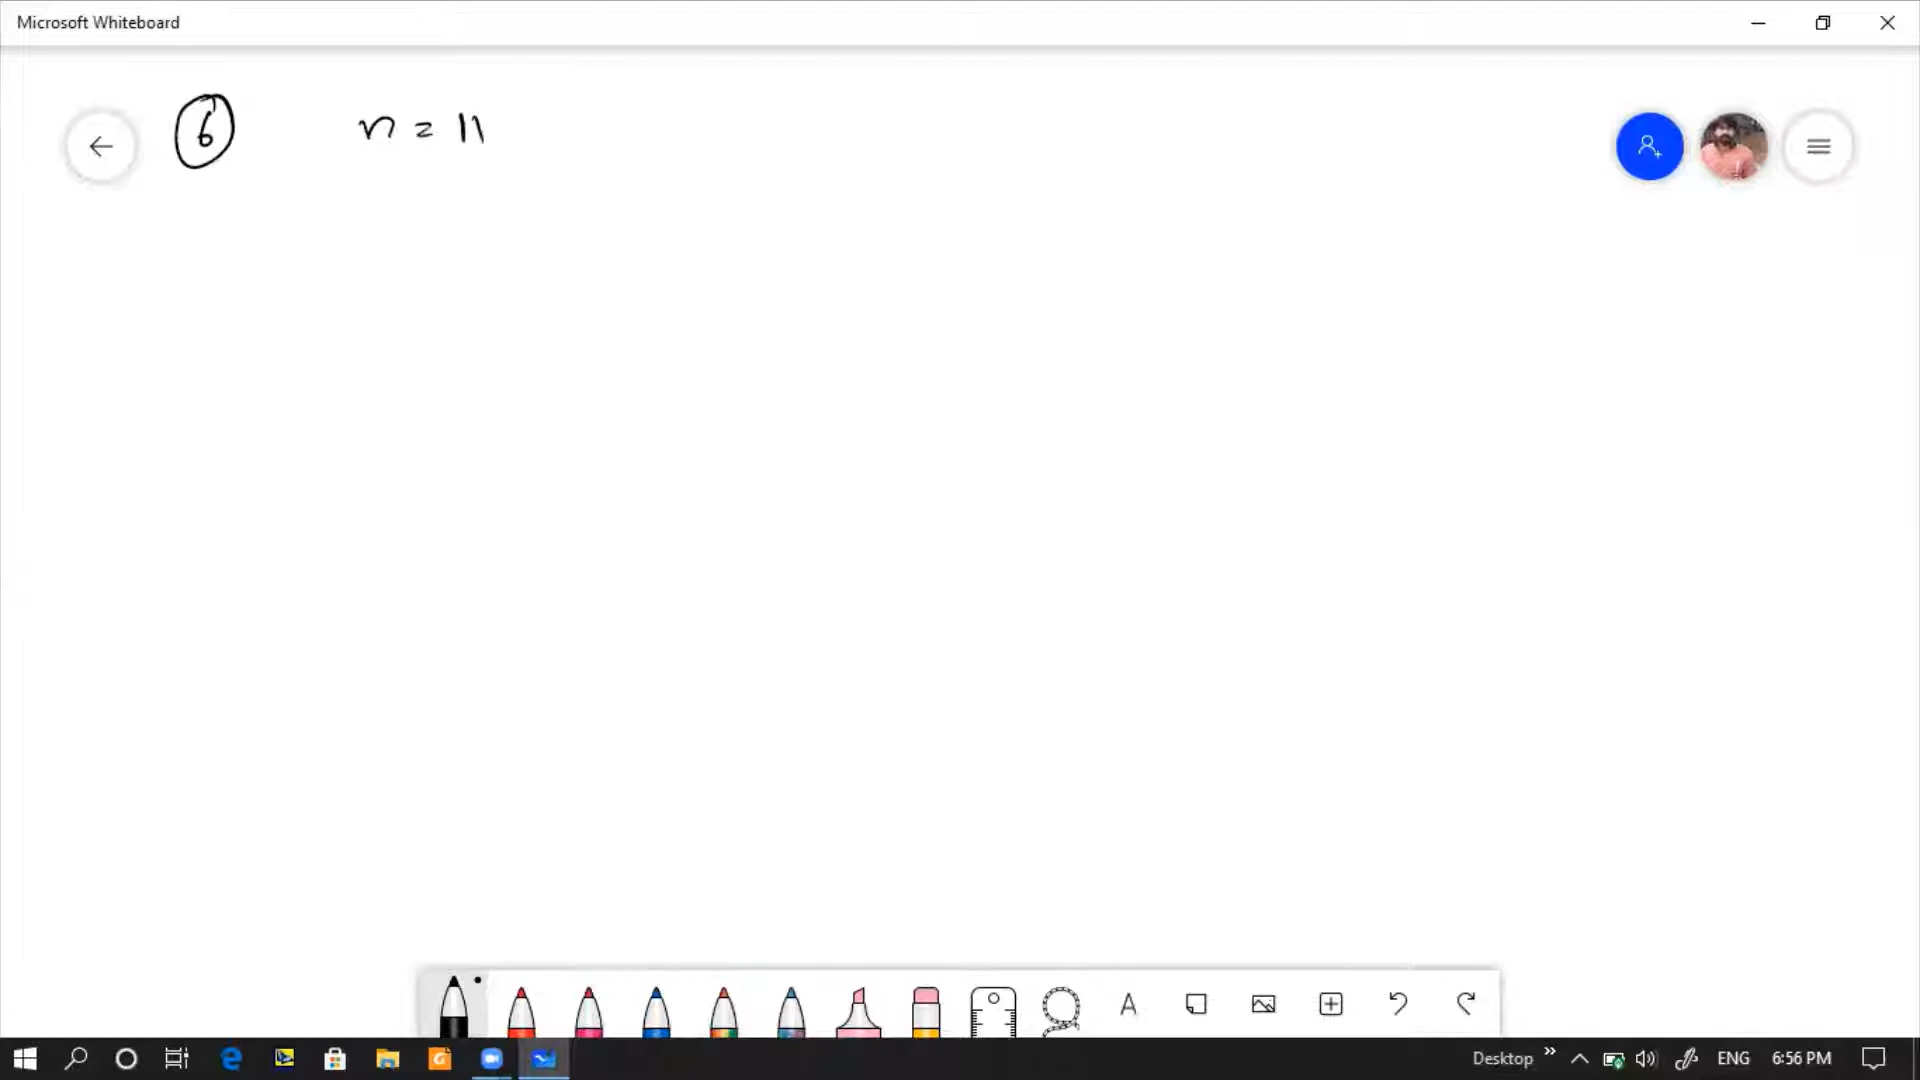 Microsoft Whiteboard
6 n = 11
A
Desktop » ENG 6:56 PM